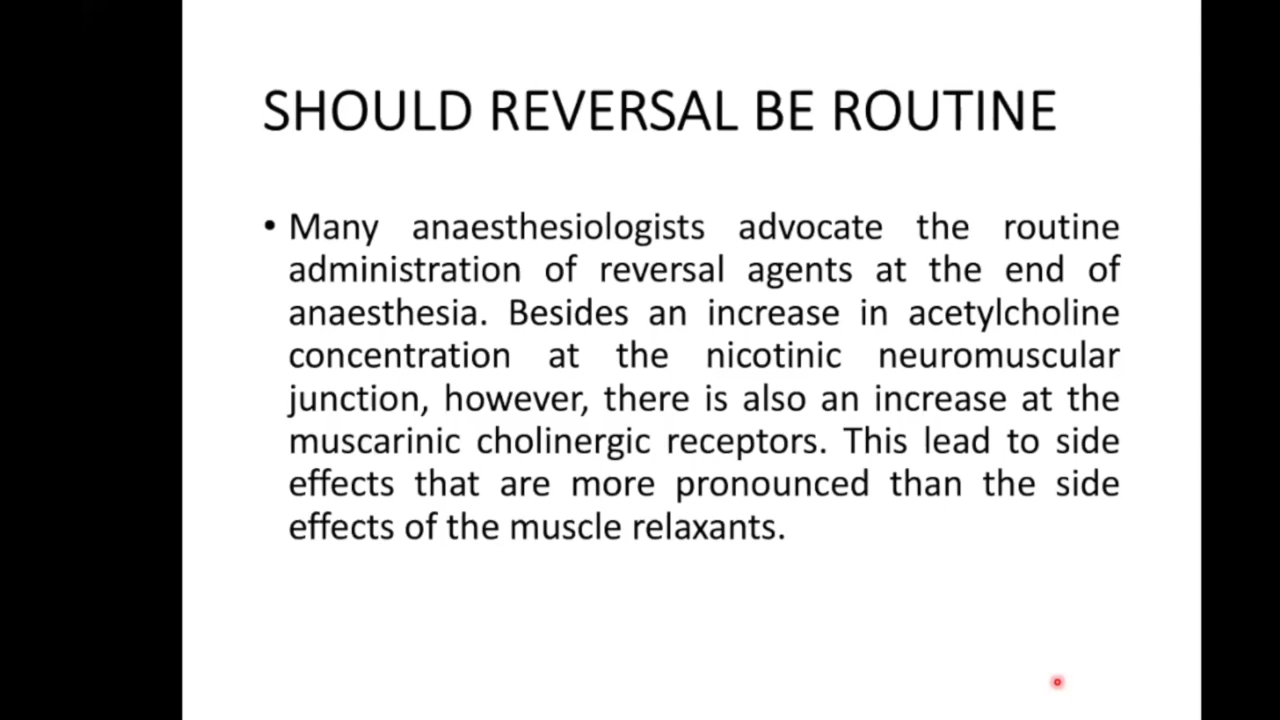 SHOULD REVERSAL BE ROUTINE
• Many anaesthesiologists advocate the routine
administration of reversal agents at the end of
anaesthesia. Besides an increase in acetylcholine
concentration at the nicotinic neuromuscular
junction, however, there is also an increase at the
muscarinic cholinergic receptors. This lead to side
effects that are more pronounced than the side
effects of the muscle relaxants.